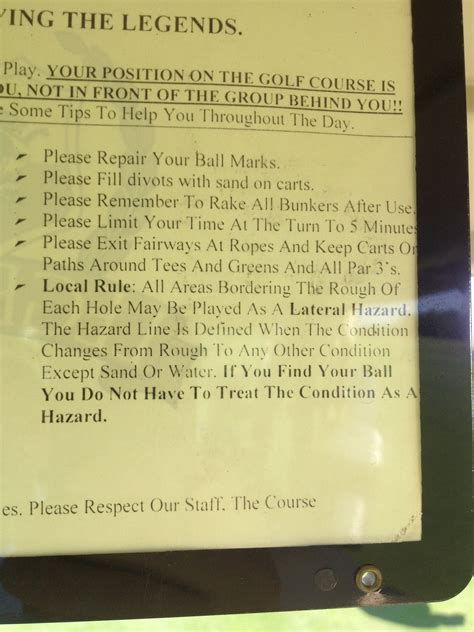 YING THE LEGENDS.
Play. YOUR POSITION ON THE GOLF COURSE IS
OU, NOT IN FRONT OF THE GROUP BEHIND YOU!!
e Some Tips To Help You Throughout The Day.
➢ Please Repair Your Ball Marks.
➢ Please Fill divots with sand on carts.
➢ Please Remember To Rake All Bunkers After Use.
➢ Please Limit Your Time At The Turn To 5 Minutes
➢ Please Exit Fairways At Ropes And Keep Carts On
Paths Around Tees And Greens And All Par 3's.
➢ Local Rule: All Areas Bordering The Rough Of
Each Hole May Be Played As A Lateral Hazard.
The Hazard Line Is Defined When The Condition
Changes From Rough To Any Other Condition
Except Sand Or Water. If You Find Your Ball
You Do Not Have To Treat The Condition As A
Hazard.
es. Please Respect Our Staff, The Course